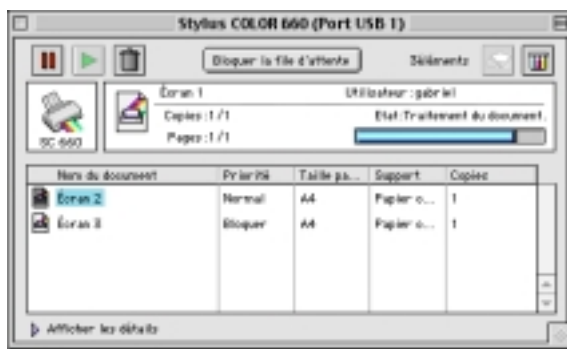 Stylus COLOR 660 (Port USB 1)
Bloquer la file d'attente
3éléments
SC 660
Écran 1
Utilisateur : gabriel
Copies : 1 /1
Etat : Traitement du document.
Pages : 1 /1
Nom du document Priorité Taille pa... Support Copies
Écran 2 Normal A4 Papier o... 1
Écran 3 Bloquer A4 Papier o... 1
Afficher les détails